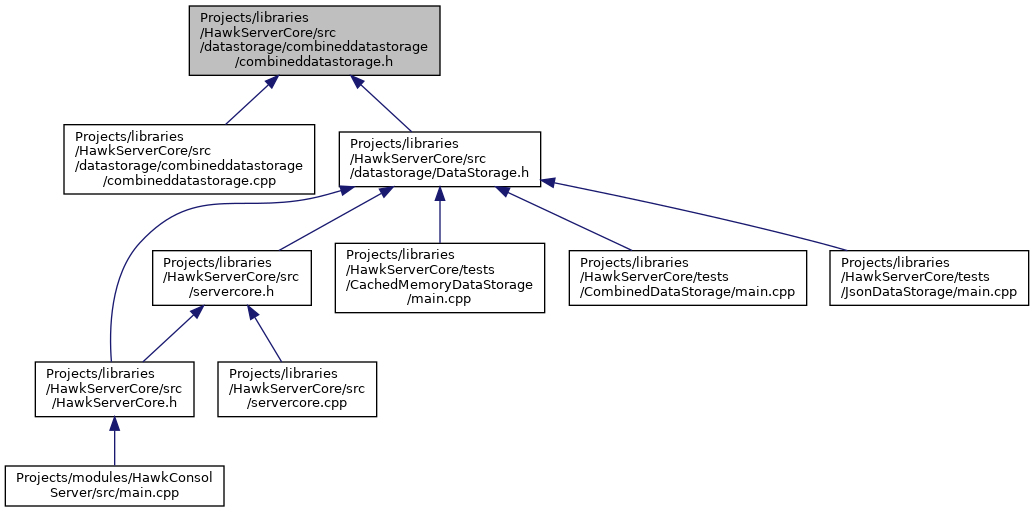 Projects/libraries
/HawkServerCore/src
/datastorage/combineddatastorage
/combineddatastorage.h
Projects/libraries
/HawkServerCore/src
/datastorage/combineddatastorage
/combineddatastorage.cpp
Projects/libraries
/HawkServerCore/src
/datastorage/DataStorage.h
Projects/libraries
/HawkServerCore/src
/servercore.h
Projects/libraries
/HawkServerCore/tests
/CachedMemoryDataStorage
/main.cpp
Projects/libraries
/HawkServerCore/tests
/CombinedDataStorage/main.cpp
Projects/libraries
/HawkServerCore/tests
/JsonDataStorage/main.cpp
Projects/libraries
/HawkServerCore/src
/HawkServerCore.h
Projects/libraries
/HawkServerCore/src
/servercore.cpp
Projects/modules/HawkConsol
Server/src/main.cpp